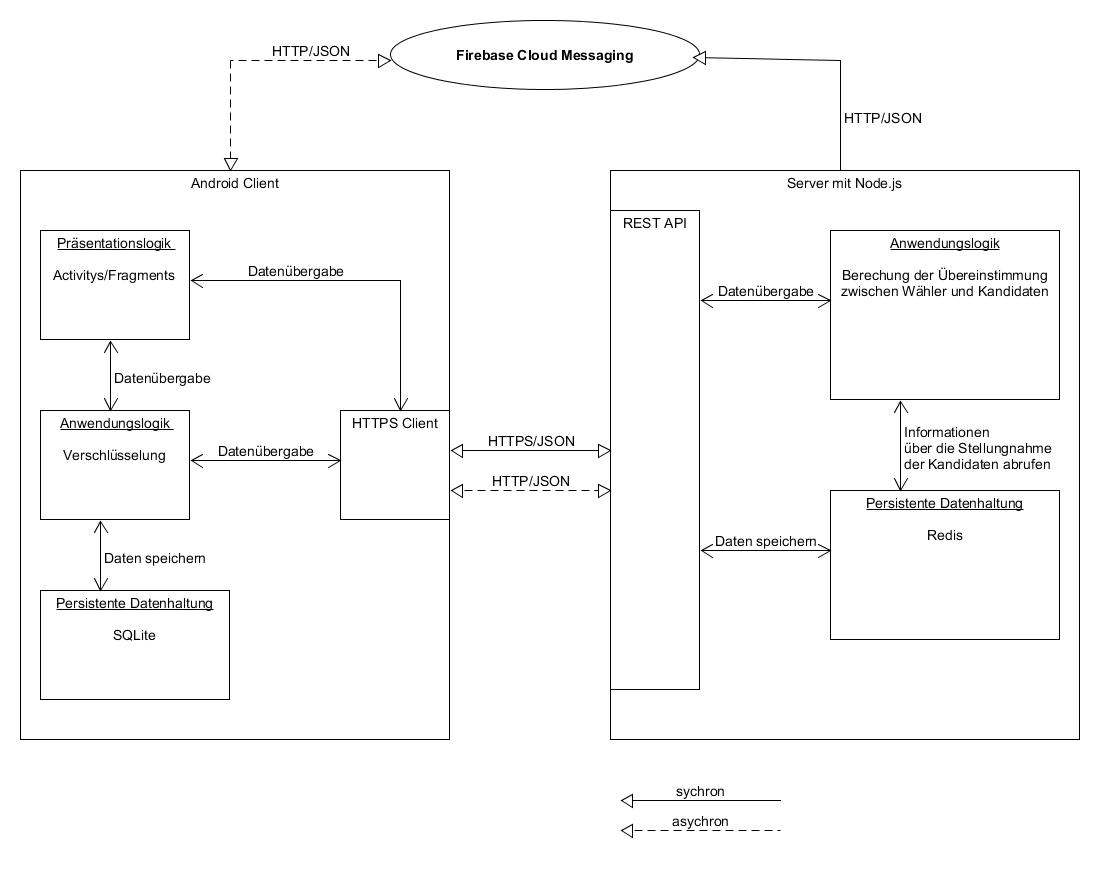 HTTP/JSON
Firebase Cloud Messaging
HTTP/JSON
Android Client
Präsentationslogik
Activitys/Fragments
Datenübergabe
Datenübergabe
Anwendungslogik
Verschlüsselung
Datenübergabe
HTTPS Client
Daten speichern
Persistente Datenhaltung
SQLite
HTTPS/JSON
HTTP/JSON
Server mit Node.js
REST API
Datenübergabe
Anwendungslogik
Berechung der Übereinstimmung
zwischen Wähler und Kandidaten
Informationen
über die Stellungnahme
der Kandidaten abrufen
Daten speichern
Persistente Datenhaltung
Redis
sychron
asychron